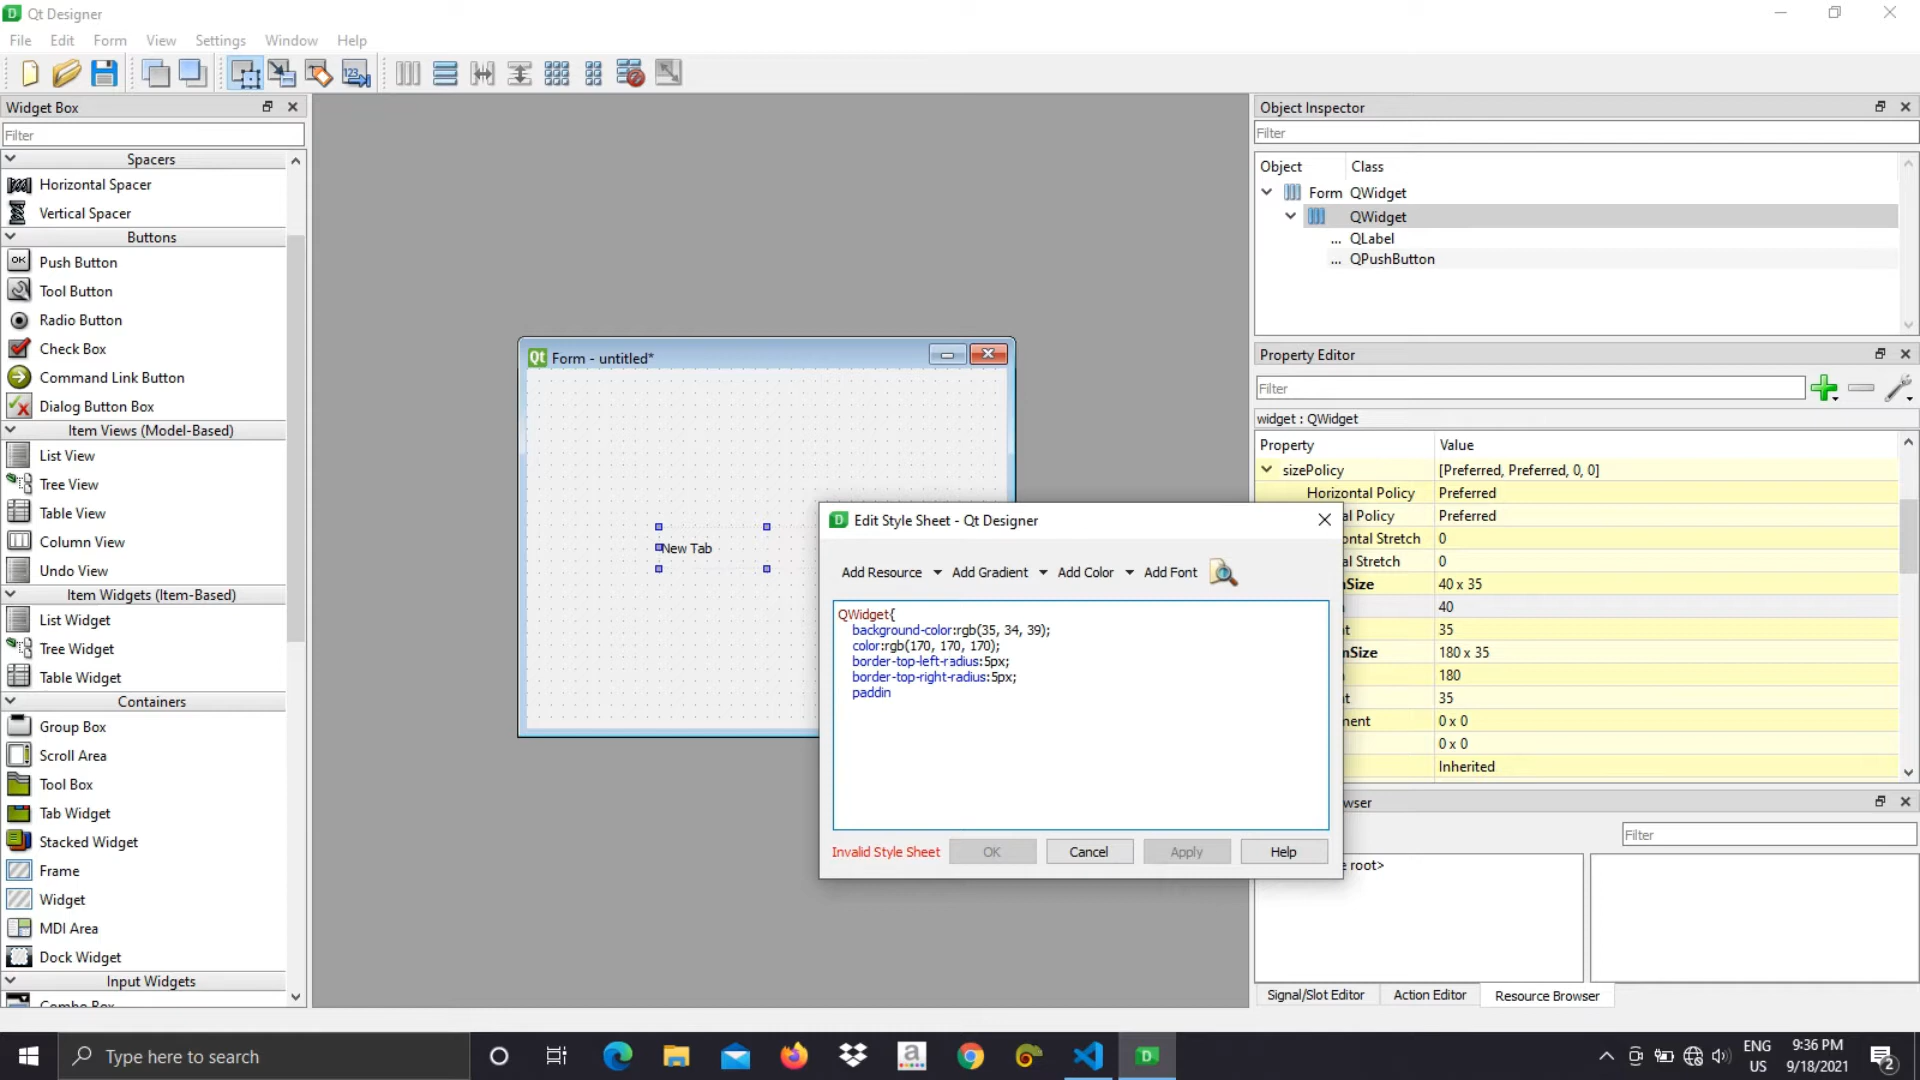 Qt Designer
File Edit Form View Settings Window Help
Widget Box
Filter
Spacers
Horizontal Spacer
Vertical Spacer
Buttons
OK Push Button
Tool Button
Radio Button
Check Box
Command Link Button
Dialog Button Box
Item Views (Model-Based)
List View
Tree View
Table View
Column View
Undo View
Item Widgets (Item-Based)
List Widget
Tree Widget
Table Widget
Containers
Group Box
Scroll Area
Tool Box
Tab Widget
Stacked Widget
Frame
Widget
MDI Area
Dock Widget
Input Widgets
Combo Box
Qt Form - untitled*
New Tab
Edit Style Sheet - Qt Designer
Add Resource Add Gradient Add Color Add Font
QWidget{
background-color:rgb(35, 34, 39);
color:rgb(170, 170, 170);
border-top-left-radius:5px;
border-top-right-radius:5px;
paddin
Invalid Style Sheet OK Cancel Apply Help
Object Inspector
Filter
Object Class
Form QWidget
QWidget
... QLabel
... QPushButton
Property Editor
Filter
widget : QWidget
Property Value
sizePolicy [Preferred, Preferred, 0, 0]
Horizontal Policy Preferred
al Policy Preferred
ontal Stretch 0
al Stretch 0
Size 40 x 35
40
t 35
nSize 180 x 35
180
t 35
ment 0 x 0
0 x 0
Inherited
wser
Filter
e root>
Signal/Slot Editor Action Editor Resource Browser
Type here to search
ENG
US
9:36 PM
9/18/2021
2